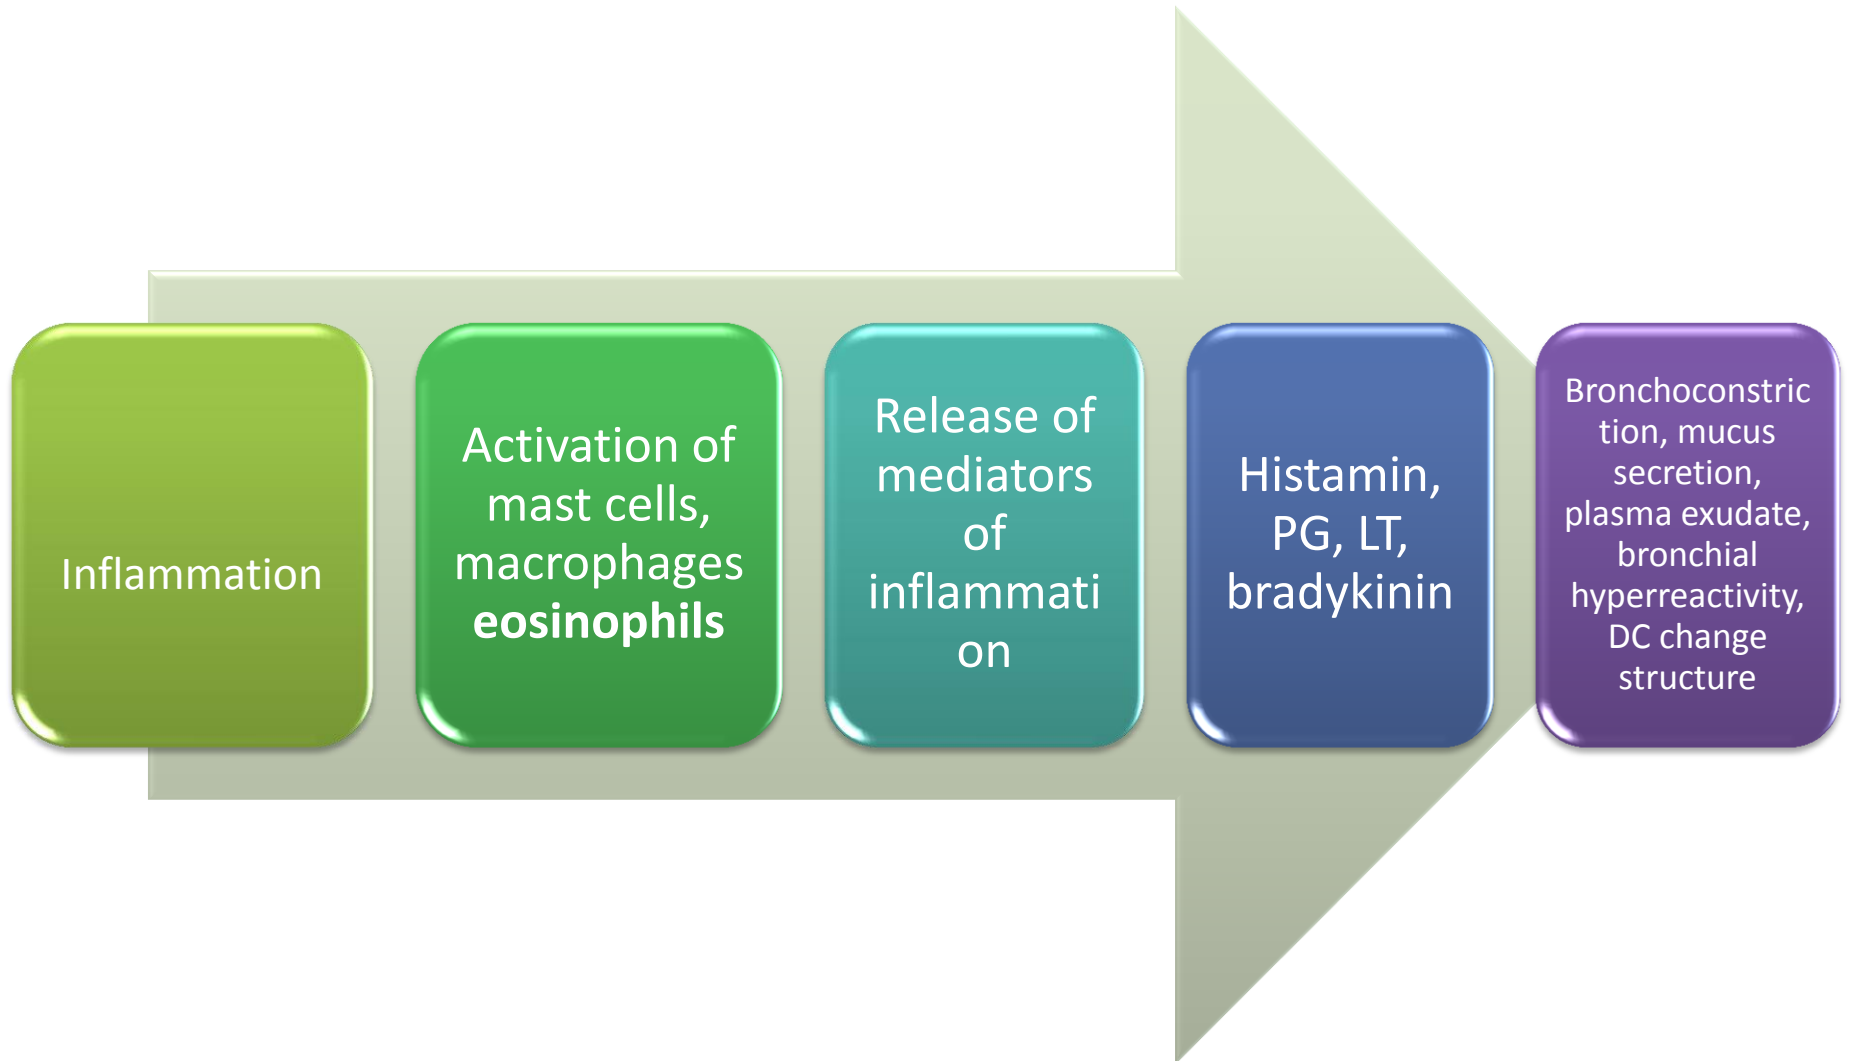 Inflammation
Activation of
mast cells,
macrophages
eosinophils
Release of
mediators
of
inflammati
on
Histamin,
PG, LT,
bradykinin
Bronchoconstric
tion, mucus
secretion,
plasma exudate,
bronchial
hyperreactivity,
DC change
structure